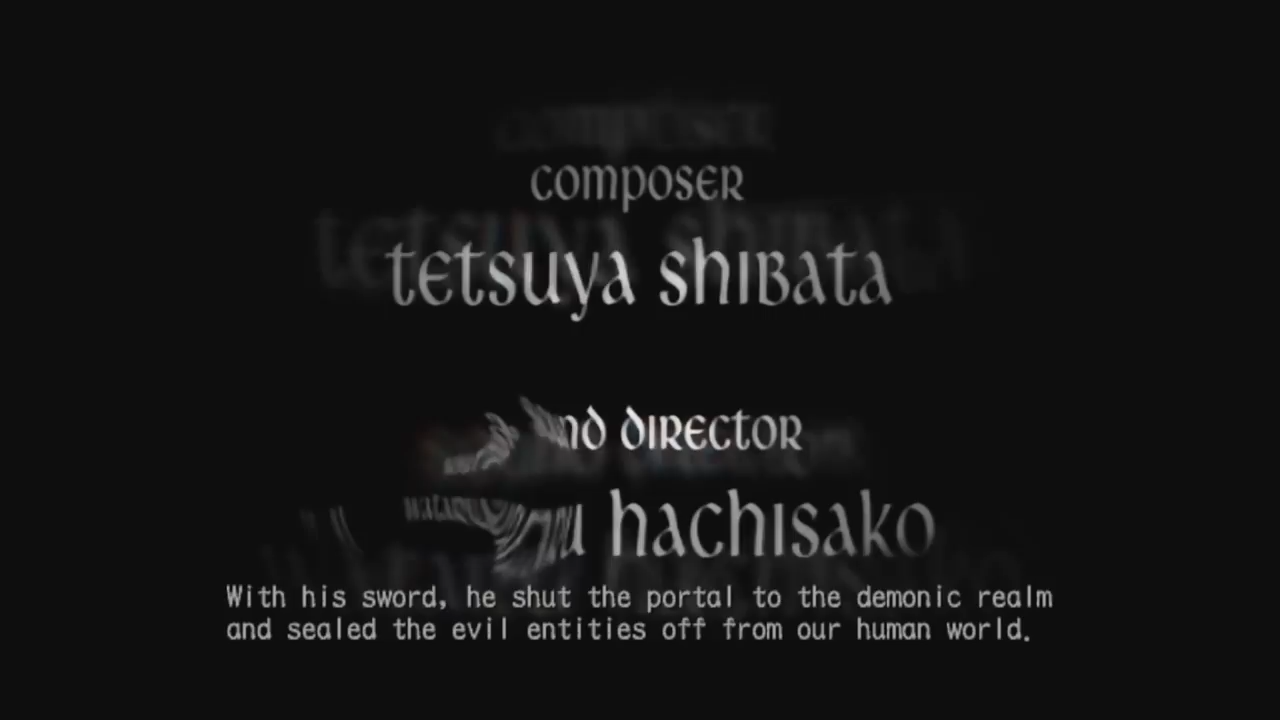 composer
tetsuya shibata
nd director
hachisako
With his sword, he shut the portal to the demonic realm
and sealed the evil entities off from our human world.